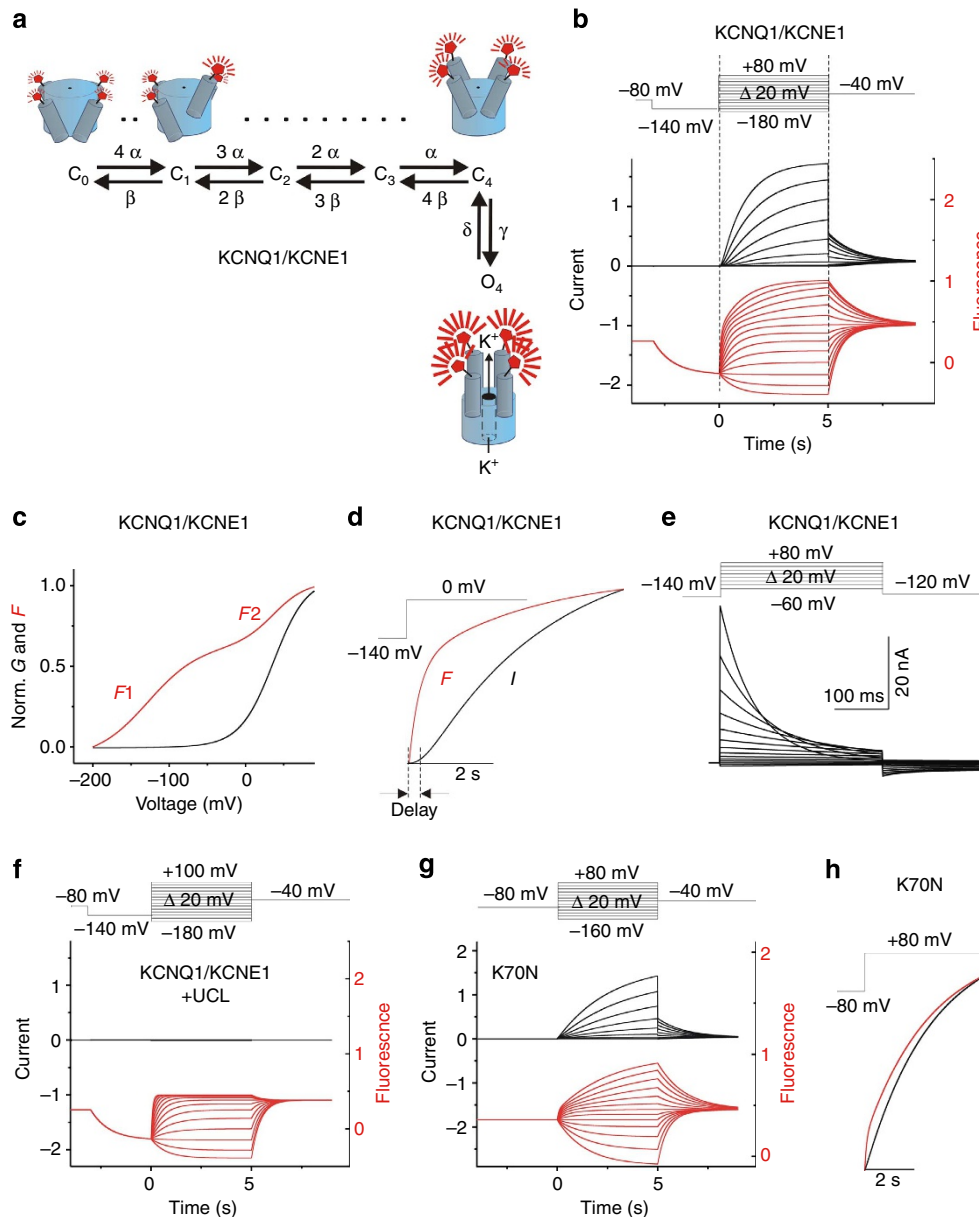 a
4 α
3 α
2 α
α
C0
C1
C2
C3
C4
β
2 β
3 β
4 β
δ
γ
KCNQ1/KCNE1
O4
K+
K+
b
KCNQ1/KCNE1
+80 mV
−80 mV
Δ 20 mV
−40 mV
−140 mV
−180 mV
1
0
−1
−2
Current
2
1
0
Fluorescnce
0
5
Time (s)
c
KCNQ1/KCNE1
1.0
0.5
0.0
Norm. G and F
F1
F2
−200
−100
0
Voltage (mV)
d
KCNQ1/KCNE1
0 mV
−140 mV
F
I
2 s
Delay
e
KCNQ1/KCNE1
+80 mV
−140 mV
Δ 20 mV
−120 mV
−60 mV
20 nA
100 ms
f
+100 mV
−80 mV
Δ 20 mV
−40 mV
−140 mV
−180 mV
KCNQ1/KCNE1
+UCL
1
0
−1
−2
Current
2
1
0
Fluorescnce
0
5
Time (s)
g
+80 mV
−80 mV
Δ 20 mV
−40 mV
−160 mV
K70N
2
1
0
−1
−2
Current
2
1
0
Fluorescnce
0
5
Time (s)
h
K70N
+80 mV
−80 mV
2 s